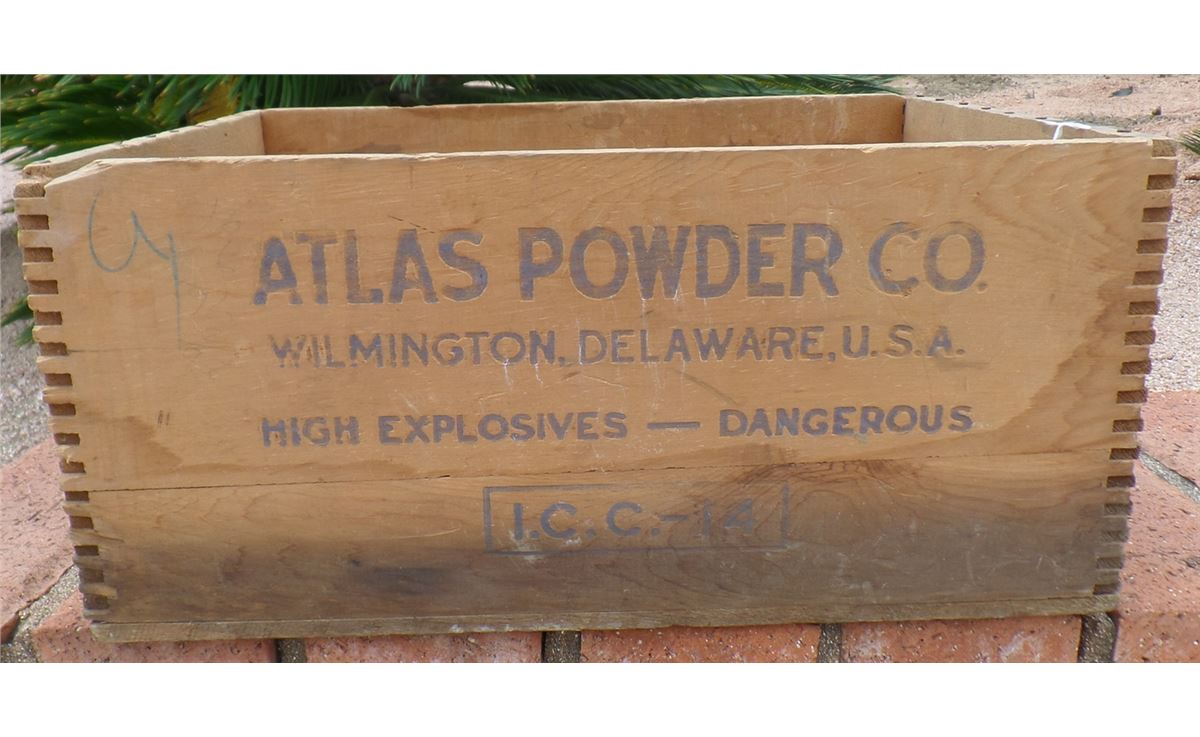 ATLAS POWDER CO.
WILMINGTON, DELAWARE, U.S.A.
HIGH EXPLOSIVES — DANGEROUS
I.C.C.-14